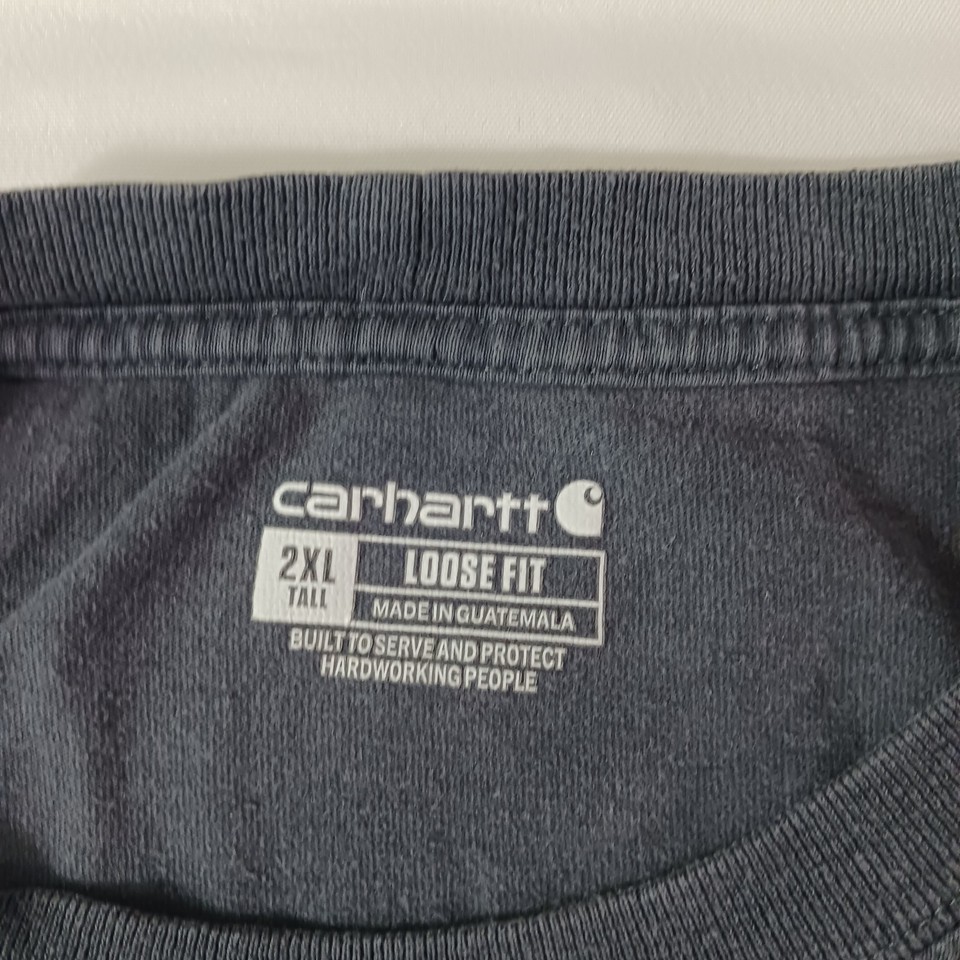 carhartt
2XL
TALL
LOOSE FIT
MADE IN GUATEMALA
BUILT TO SERVE AND PROTECT
HARDWORKING PEOPLE